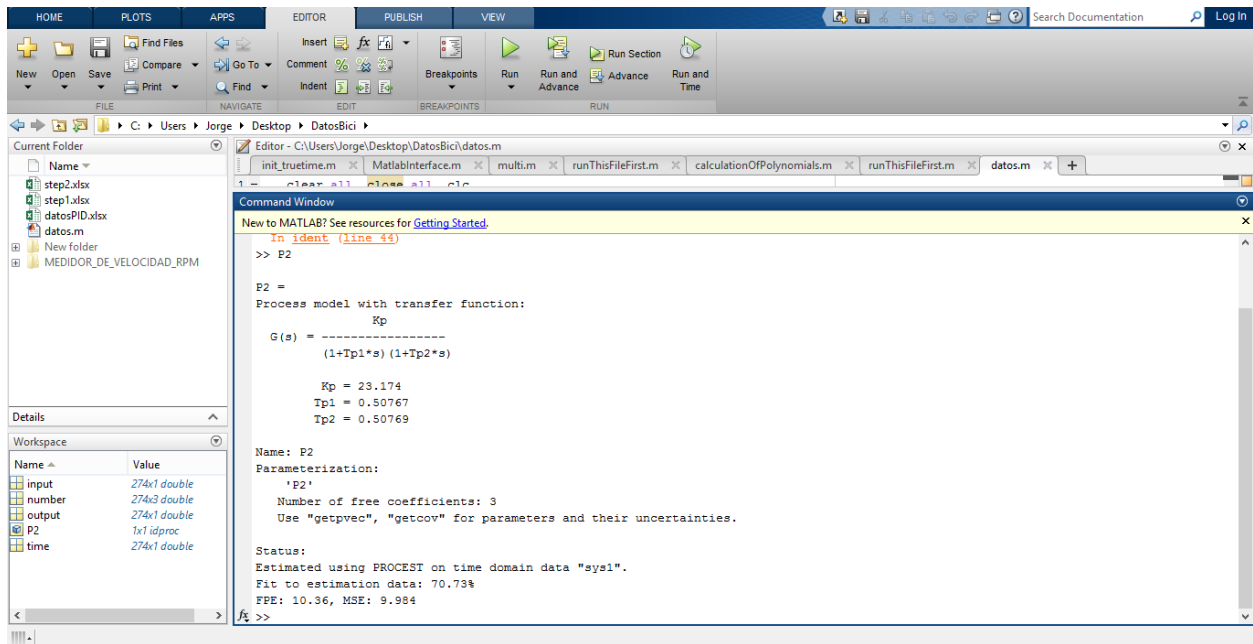 HOME PLOTS APPS EDITOR PUBLISH VIEW
Search Documentation
Log In
New
Open
Save
Find Files
Compare
Print
Go To
Find
Insert
fx
Comment
Indent
Breakpoints
Run
Run and Advance
Run Section
Advance
Run and Time
FILE NAVIGATE EDIT BREAKPOINTS RUN
C: Users Jorge Desktop DatosBici
Current Folder
Name
step2.xlsx
step1.xlsx
datosPID.xlsx
datos.m
New folder
MEDIDOR_DE_VELOCIDAD_RPM
Details
Workspace
Name Value
input 274x1 double
number 274x3 double
output 274x1 double
P2 1x1 idproc
time 274x1 double
Editor - C:\Users\Jorge\Desktop\DatosBici\datos.m
init_truetime.m MatlabInterface.m multi.m runThisFileFirst.m calculationOfPolynomials.m runThisFileFirst.m datos.m +
1 - clear all, close all, clc
Command Window
New to MATLAB? See resources for Getting Started.
In ident (line 44)
>> P2
P2 =
Process model with transfer function:
Kp
G(s) = -----------------
(1+Tp1*s)(1+Tp2*s)
Kp = 23.174
Tp1 = 0.50767
Tp2 = 0.50769
Name: P2
Parameterization:
'P2'
Number of free coefficients: 3
Use "getpvec", "getcov" for parameters and their uncertainties.
Status:
Estimated using PROCEST on time domain data "sys1".
Fit to estimation data: 70.73%
FPE: 10.36, MSE: 9.984
fx >>